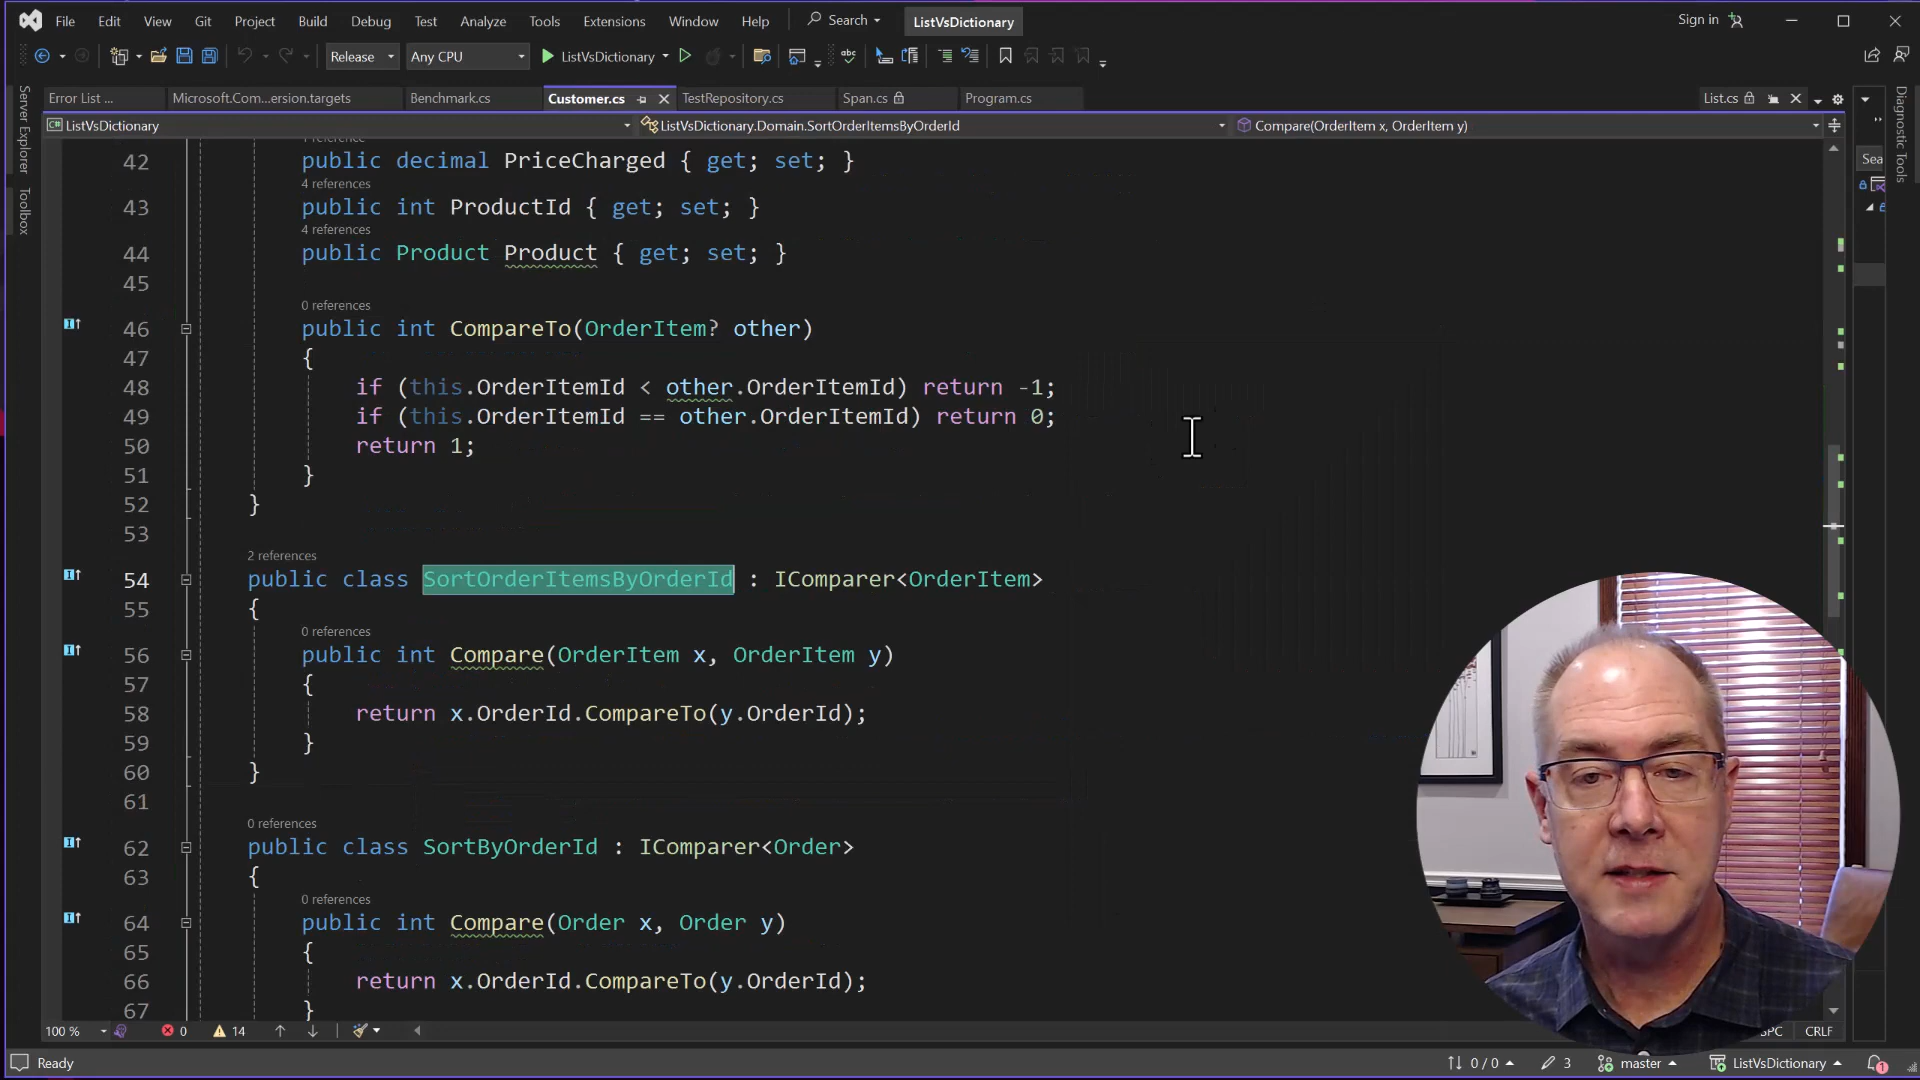 File Edit View Git Project Build Debug Test Analyze Tools Extensions Window Help Search ListVsDictionary Sign in
Release Any CPU ListVsDictionary
Error List ... Microsoft.Com...ersion.targets Benchmark.cs Customer.cs TestRepository.cs Span.cs Program.cs List.cs
ListVsDictionary ListVsDictionary.Domain.SortOrderItemsByOrderId Compare(OrderItem x, OrderItem y)
Server Explorer
Toolbox
Diagnostic Tools
Sea
42 public decimal PriceCharged { get; set; }
4 references
43 public int ProductId { get; set; }
4 references
44 public Product Product { get; set; }
45
0 references
46 public int CompareTo(OrderItem? other)
47 {
48 if (this.OrderItemId < other.OrderItemId) return -1;
49 if (this.OrderItemId == other.OrderItemId) return 0;
50 return 1;
51 }
52 }
53
2 references
54 public class SortOrderItemsByOrderId : IComparer<OrderItem>
55 {
0 references
56 public int Compare(OrderItem x, OrderItem y)
57 {
58 return x.OrderId.CompareTo(y.OrderId);
59 }
60 }
61
0 references
62 public class SortByOrderId : IComparer<Order>
63 {
0 references
64 public int Compare(Order x, Order y)
65 {
66 return x.OrderId.CompareTo(y.OrderId);
67 }
100 % 0 14 SPC CRLF
Ready 0 / 0 3 master ListVsDictionary 1